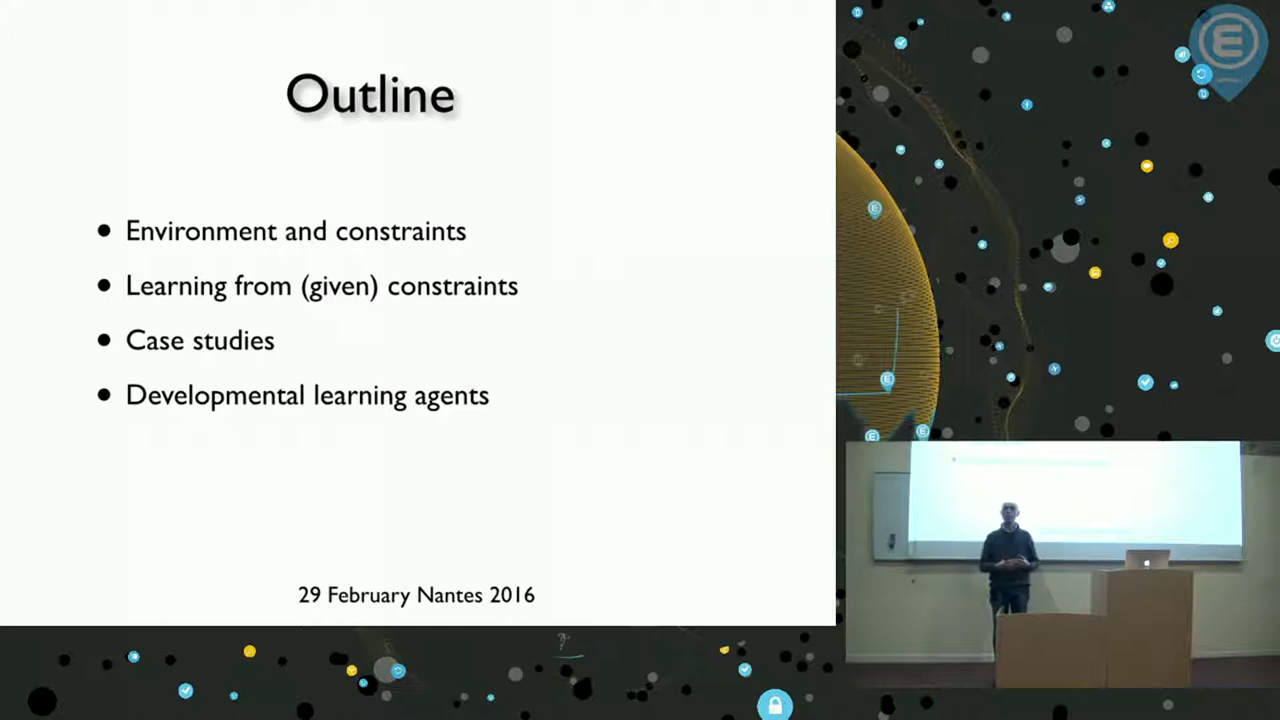 Outline
• Environment and constraints
• Learning from (given) constraints
• Case studies
• Developmental learning agents
29 February Nantes 2016